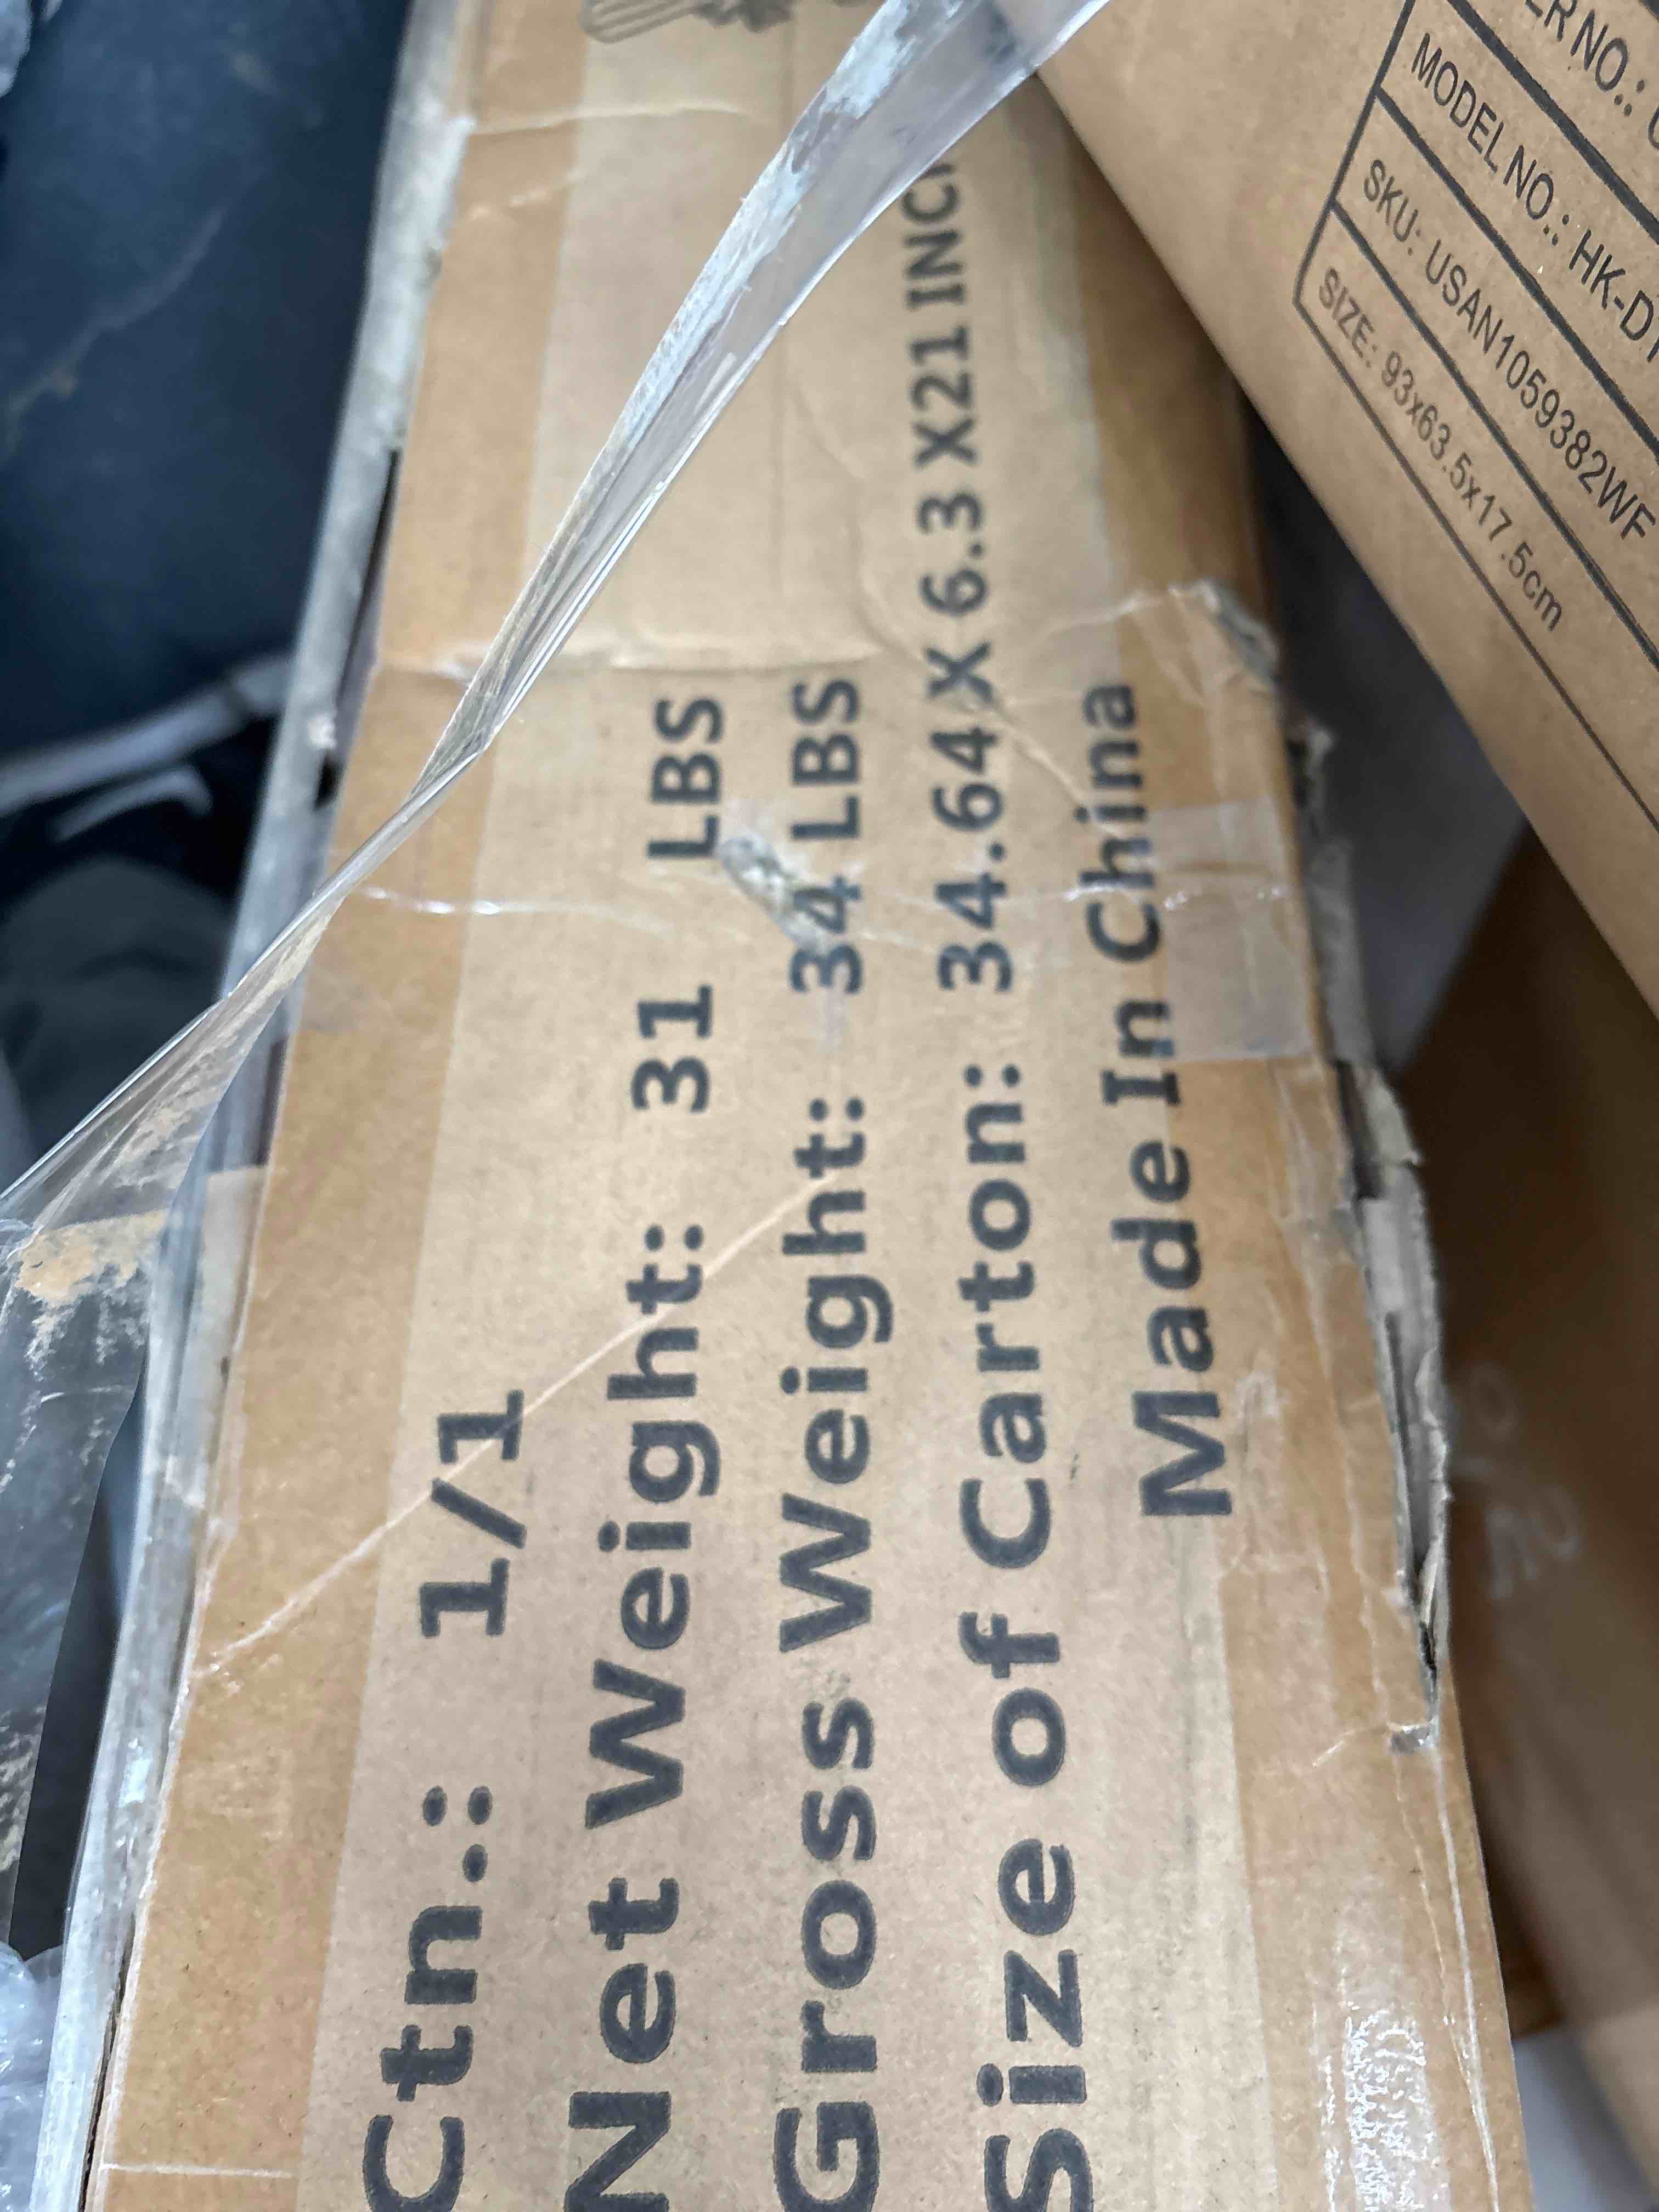 Ctn.: 1/1
Net Weight: 31 LBS
Gross Weight: 34 LBS
Size of Carton: 34.64 X 6.3 X21
Made In China
NO.:
MODEL NO.: HK-D
SKU: USAN1059382WF
SIZE: 93x63.5x17.5cm